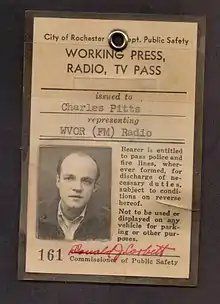 City of Rochester Dept. Public Safety
WORKING PRESS,
RADIO, TV PASS
issued to
Charles Pitts
representing
WVOR (FM) Radio
Bearer is entitled
to pass police and
fire lines, wher-
ever formed, for
discharge of nec-
essary duties,
subject to condi-
tions on reverse
hereof.
Not to be used or
displayed on any
vehicle for park-
ing or other pur-
poses.
161 Donald J. Corbett
Commissioner of Public Safety